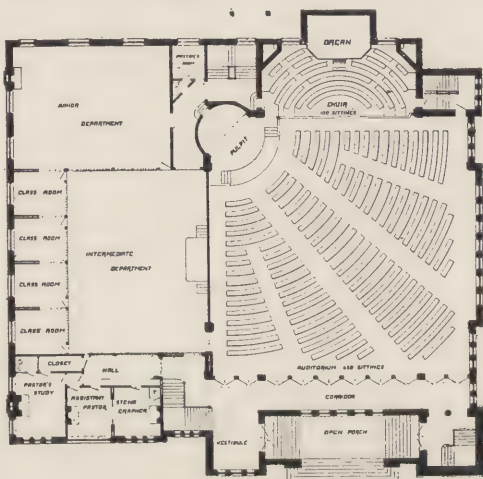 ORGAN
PASTOR'S
ROOM
CHOIR
100 SITTINGS
JUNIOR
DEPARTMENT
PULPIT
CLASS ROOM
CLASS ROOM
INTERMEDIATE
DEPARTMENT
CLASS ROOM
CLASS ROOM
CLOSET
HALL
AUDITORIUM 450 SITTINGS
PASTOR'S
STUDY
ASSISTANT
PASTOR
STENO
GRAPHER
CORRIDOR
OPEN PORCH
VESTIBULE